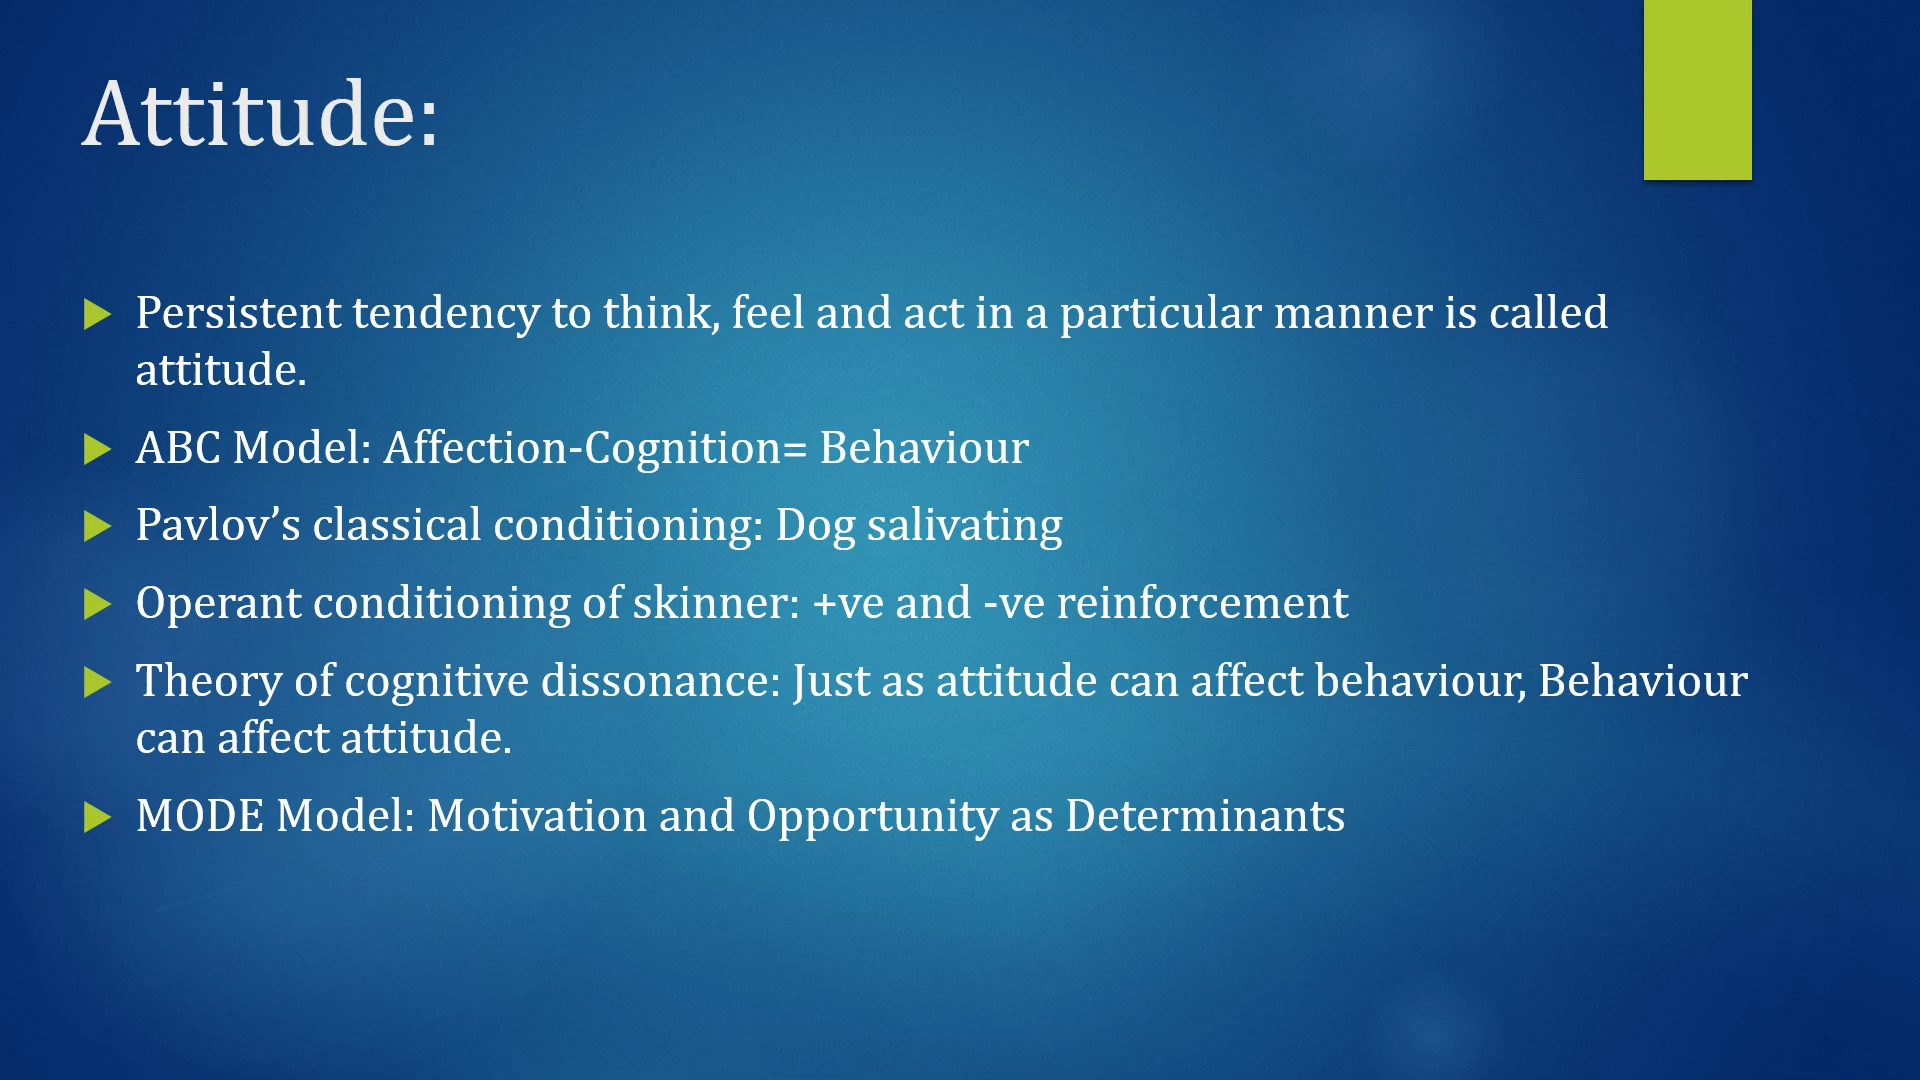 Attitude:
Persistent tendency to think, feel and act in a particular manner is called
attitude.
ABC Model: Affection-Cognition= Behaviour
Pavlov’s classical conditioning: Dog salivating
Operant conditioning of skinner: +ve and -ve reinforcement
Theory of cognitive dissonance: Just as attitude can affect behaviour, Behaviour
can affect attitude.
MODE Model: Motivation and Opportunity as Determinants